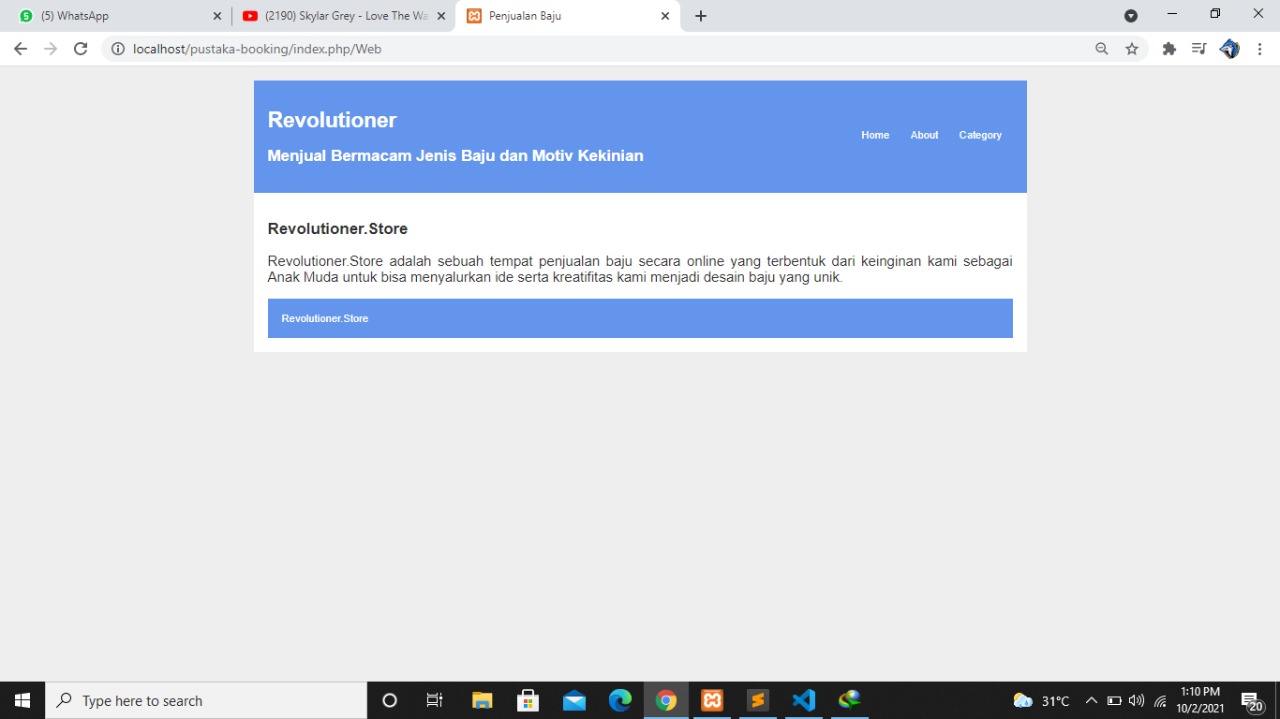 (5) WhatsApp
(2190) Skylar Grey - Love The Wa
Penjualan Baju
localhost/pustaka-booking/index.php/Web
Revolutioner
Home About Category
Menjual Bermacam Jenis Baju dan Motiv Kekinian
Revolutioner.Store
Revolutioner.Store adalah sebuah tempat penjualan baju secara online yang terbentuk dari keinginan kami sebagai
Anak Muda untuk bisa menyalurkan ide serta kreatifitas kami menjadi desain baju yang unik.
Revolutioner.Store
Type here to search
31°C
1:10 PM
10/2/2021
20